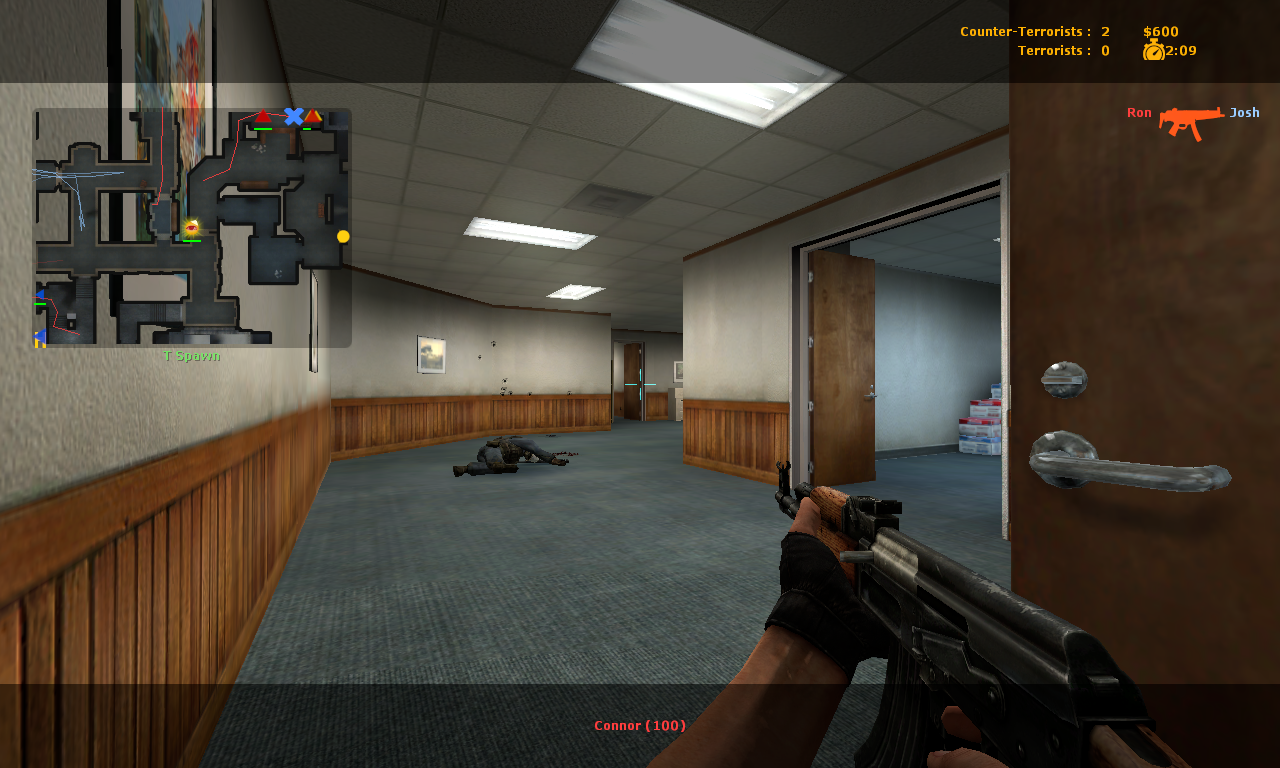 Counter-Terrorists : 2 $600
Terrorists : 0 2:09
Ron Josh
T Spawn
Connor (100)